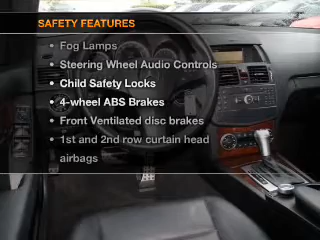 SAFETY FEATURES
• Fog Lamps
• Steering Wheel Audio Controls
• Child Safety Locks
• 4-wheel ABS Brakes
• Front Ventilated disc brakes
• 1st and 2nd row curtain head
airbags